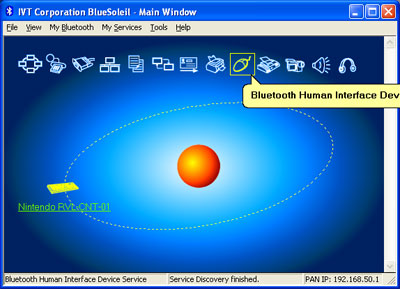 IVT Corporation BlueSoleil - Main Window
File View My Bluetooth My Services Tools Help
Bluetooth Human Interface Dev
Nintendo RVL-CNT-01
Bluetooth Human Interface Device Service Service Discovery finished. PAN IP: 192.168.50.1